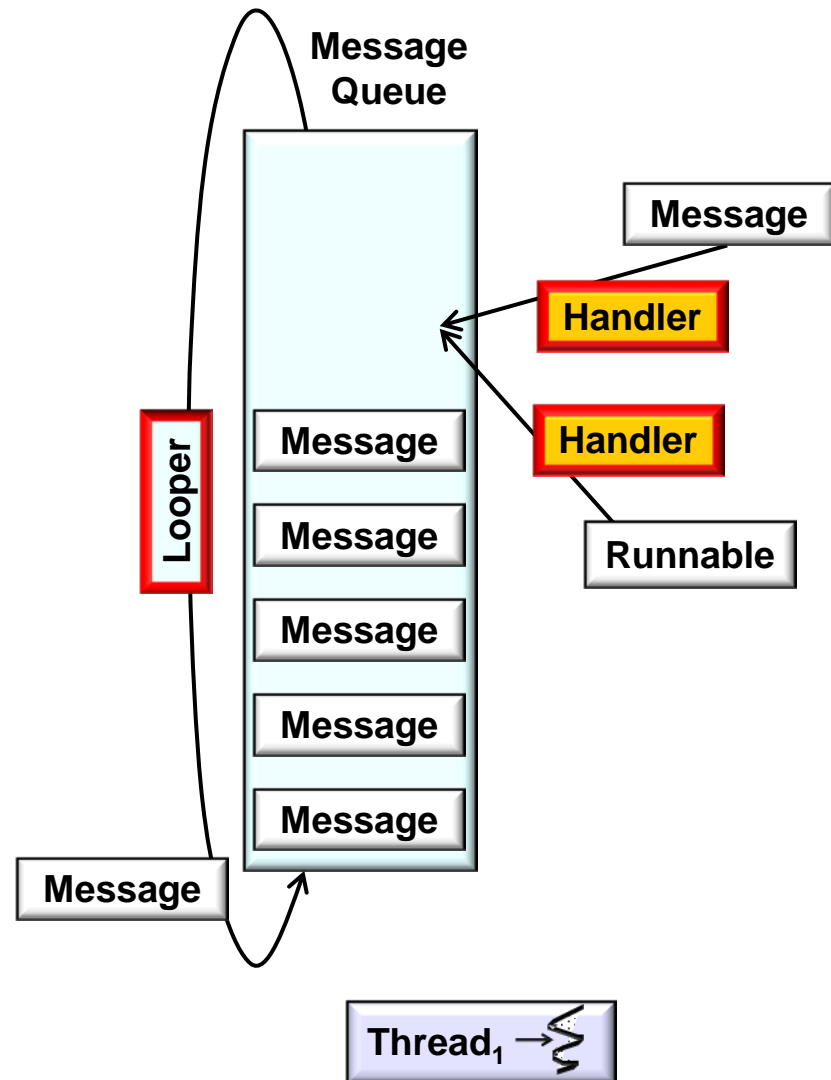 Message
Queue
Message
Handler
Handler
Runnable
Looper
Message
Message
Message
Message
Message
Message
Thread₁